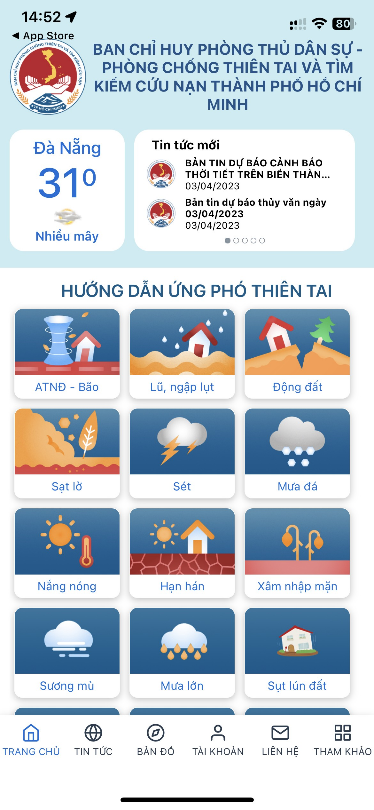 14:52
80
◀ App Store
BAN CHỈ HUY PHÒNG THỦ DÂN SỰ -
PHÒNG CHỐNG THIÊN TAI VÀ TÌM
KIẾM CỨU NẠN THÀNH PHỐ HỒ CHÍ
MINH
Đà Nẵng
31⁰
Nhiều mây
Tin tức mới
BẢN TIN DỰ BÁO CẢNH BÁO
THỜI TIẾT TRÊN BIỂN THÀN...
03/04/2023
Bản tin dự báo thủy văn ngày
03/04/2023
03/04/2023
HƯỚNG DẪN ỨNG PHÓ THIÊN TAI
ATNĐ - Bão
Lũ, ngập lụt
Động đất
Sạt lở
Sét
Mưa đá
Nắng nóng
Hạn hán
Xâm nhập mặn
Sương mù
Mưa lớn
Sụt lún đất
TRANG CHỦ
TIN TỨC
BẢN ĐỒ
TÀI KHOẢN
LIÊN HỆ
THAM KHẢO